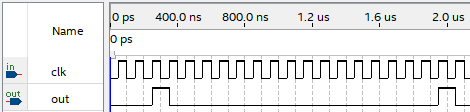 Name
0 ps 400.0 ns 800.0 ns 1.2 us 1.6 us 2.0 us
0 ps
in clk
out out